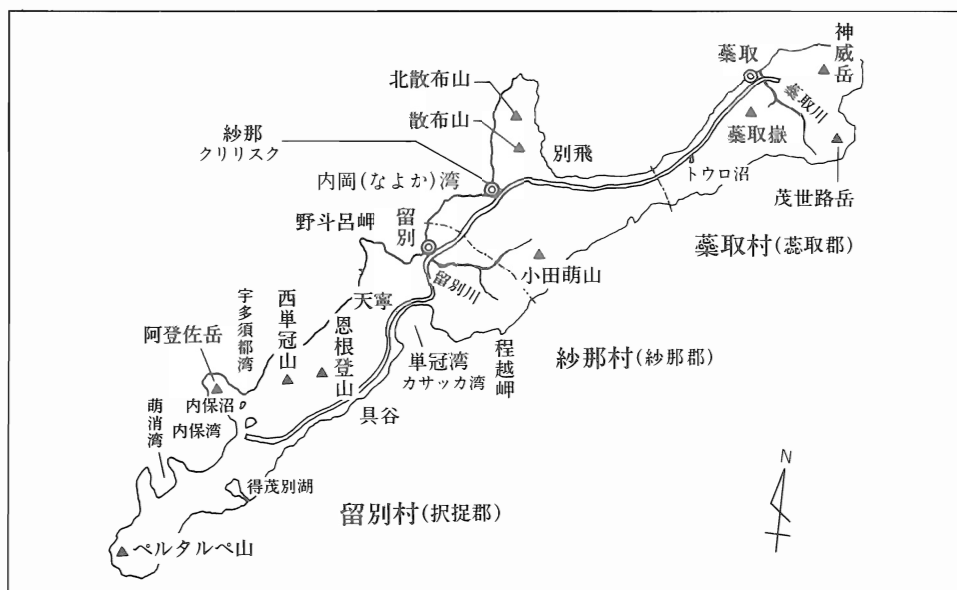 神威岳
蘂取
蘂取川
北散布山
散布山
蘂取嶽
紗那
クリリスク
別飛
トウロ沼
茂世路岳
内岡(なよか)湾
野斗呂岬
留別
蘂取村(蕊取郡)
小田萌山
留別川
天寧
宇多須都湾
西単冠山
恩根登山
単冠湾
カサッカ湾
程越岬
紗那村(紗那郡)
阿登佐岳
内保沼
内保湾
萌消湾
具谷
得茂別湖
留別村(択捉郡)
ベルタルベ山
N